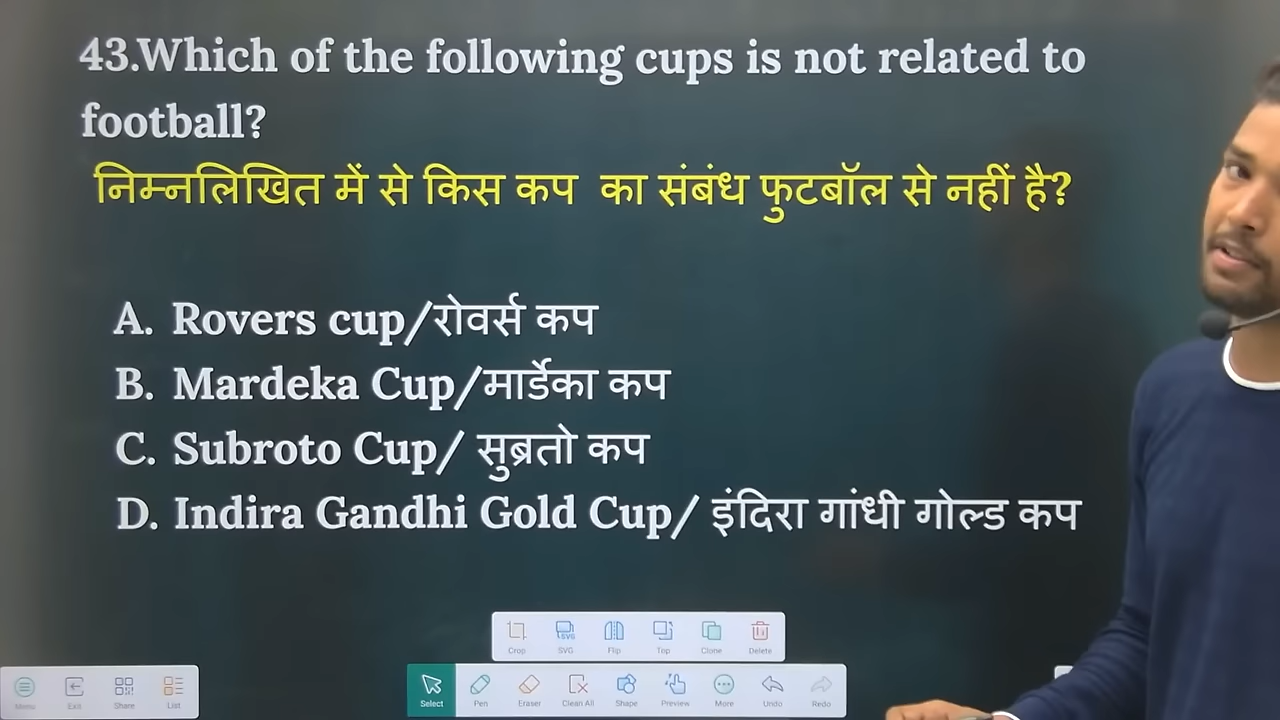 43.Which of the following cups is not related to
football?
निम्नलिखित में से किस कप का संबंध फुटबॉल से नहीं है?
A. Rovers cup/रोवर्स कप
B. Mardeka Cup/मार्डेका कप
C. Subroto Cup/ सुब्रतो कप
D. Indira Gandhi Gold Cup/ इंदिरा गांधी गोल्ड कप
Crop SVG Flip Top Clone Delete
Menu Exit Share List Select Pen Eraser Clean All Shape Preview More Undo Redo